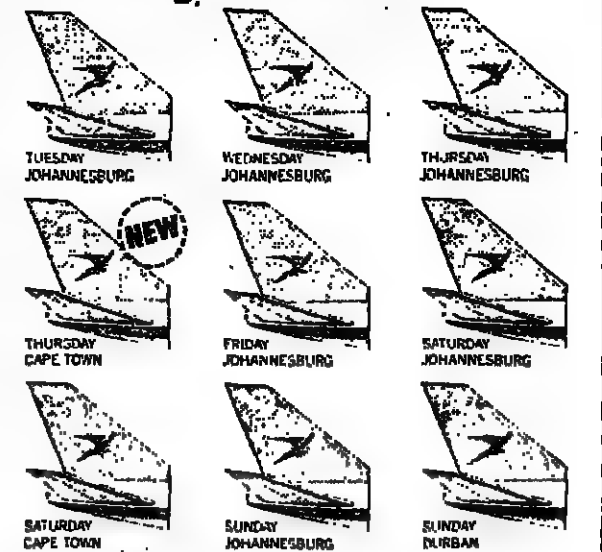 TUESDAY
JOHANNESBURG
WEDNESDAY
JOHANNESBURG
THURSDAY
JOHANNESBURG
NEW
THURSDAY
CAPE TOWN
FRIDAY
JOHANNESBURG
SATURDAY
JOHANNESBURG
SATURDAY
CAPE TOWN
SUNDAY
JOHANNESBURG
SUNDAY
DURBAN